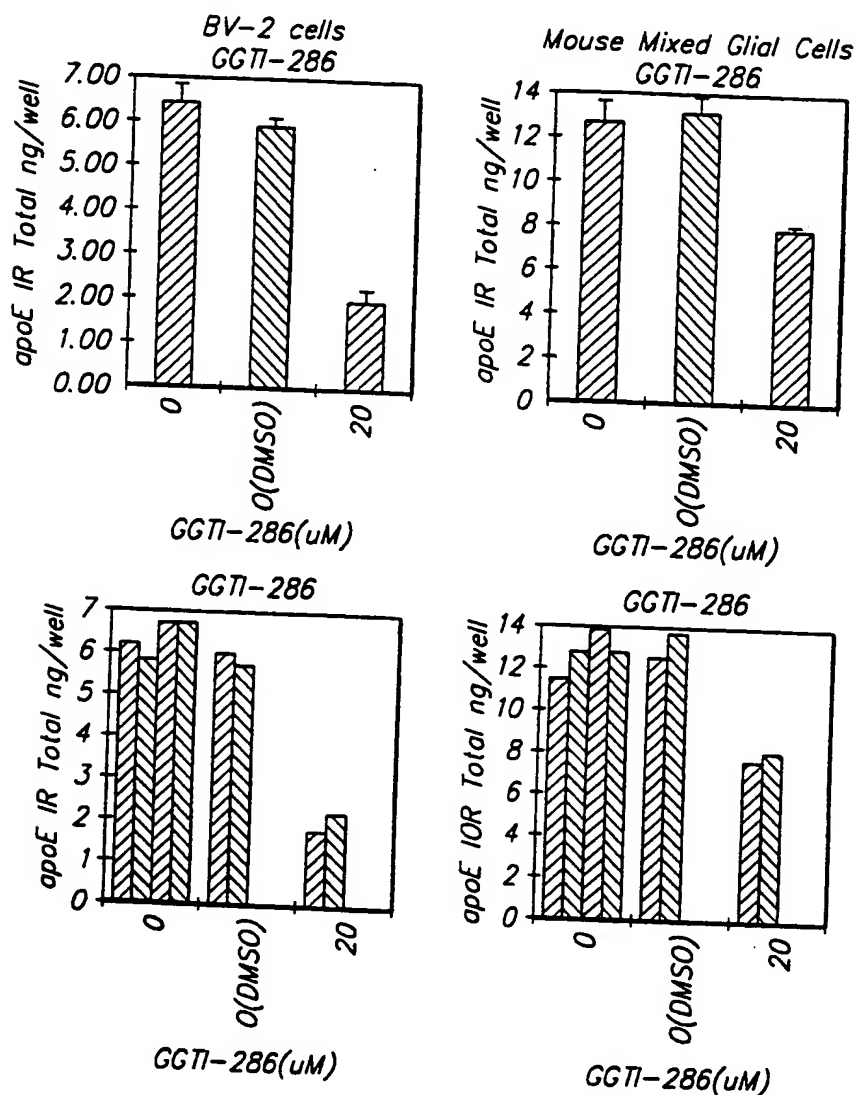 BV-2 cells
GGTI-286
apoE IR Total ng/well
7.00
6.00
5.00
4.00
3.00
2.00
1.00
0.00
0
O(DMSO)
20
GGTI-286(uM)
Mouse Mixed Glial Cells
GGTI-286
apoE IR Total ng/well
14
12
10
8
6
4
2
0
0
O(DMSO)
20
GGTI-286(uM)
GGTI-286
apoE IR Total ng/well
7
6
5
4
3
2
1
0
0
O(DMSO)
20
GGTI-286(uM)
GGTI-286
apoE IOR Total ng/well
14
12
10
8
6
4
2
0
0
O(DMSO)
20
GGTI-286(uM)